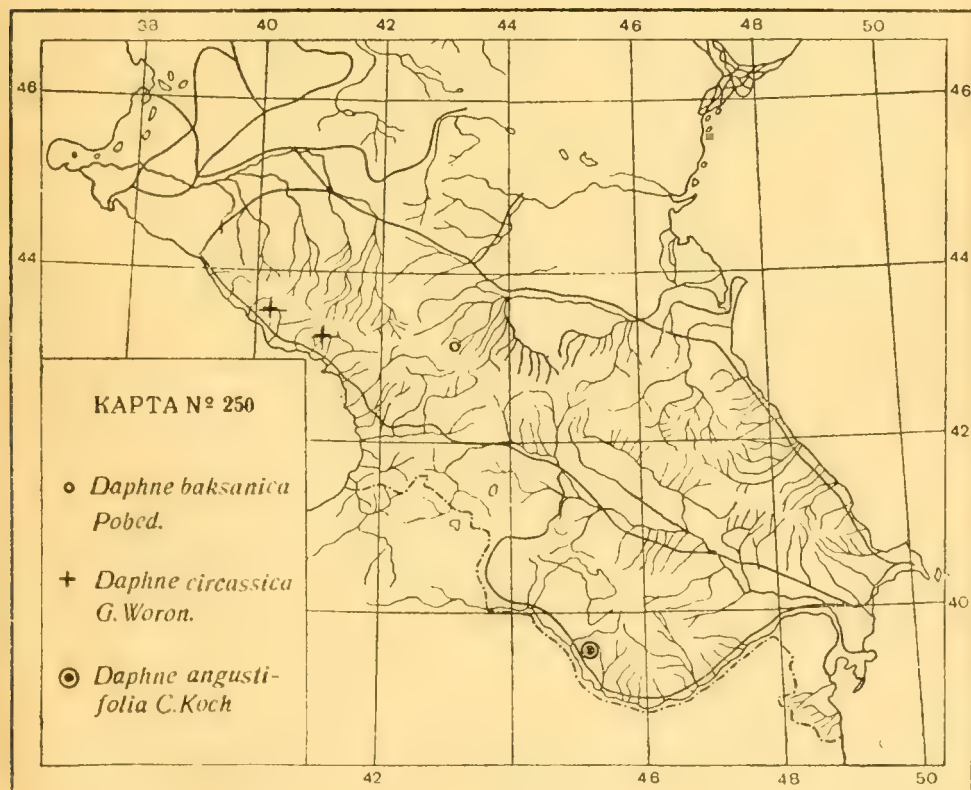 38 40 42 44 46 48 50
46 46
44 44
КАРТА № 250
42
Daphne baksanica
Pobed.
Daphne circassica
G. Woron.
40
Daphne angusti-
folia C. Koch
42 44 46 48 50